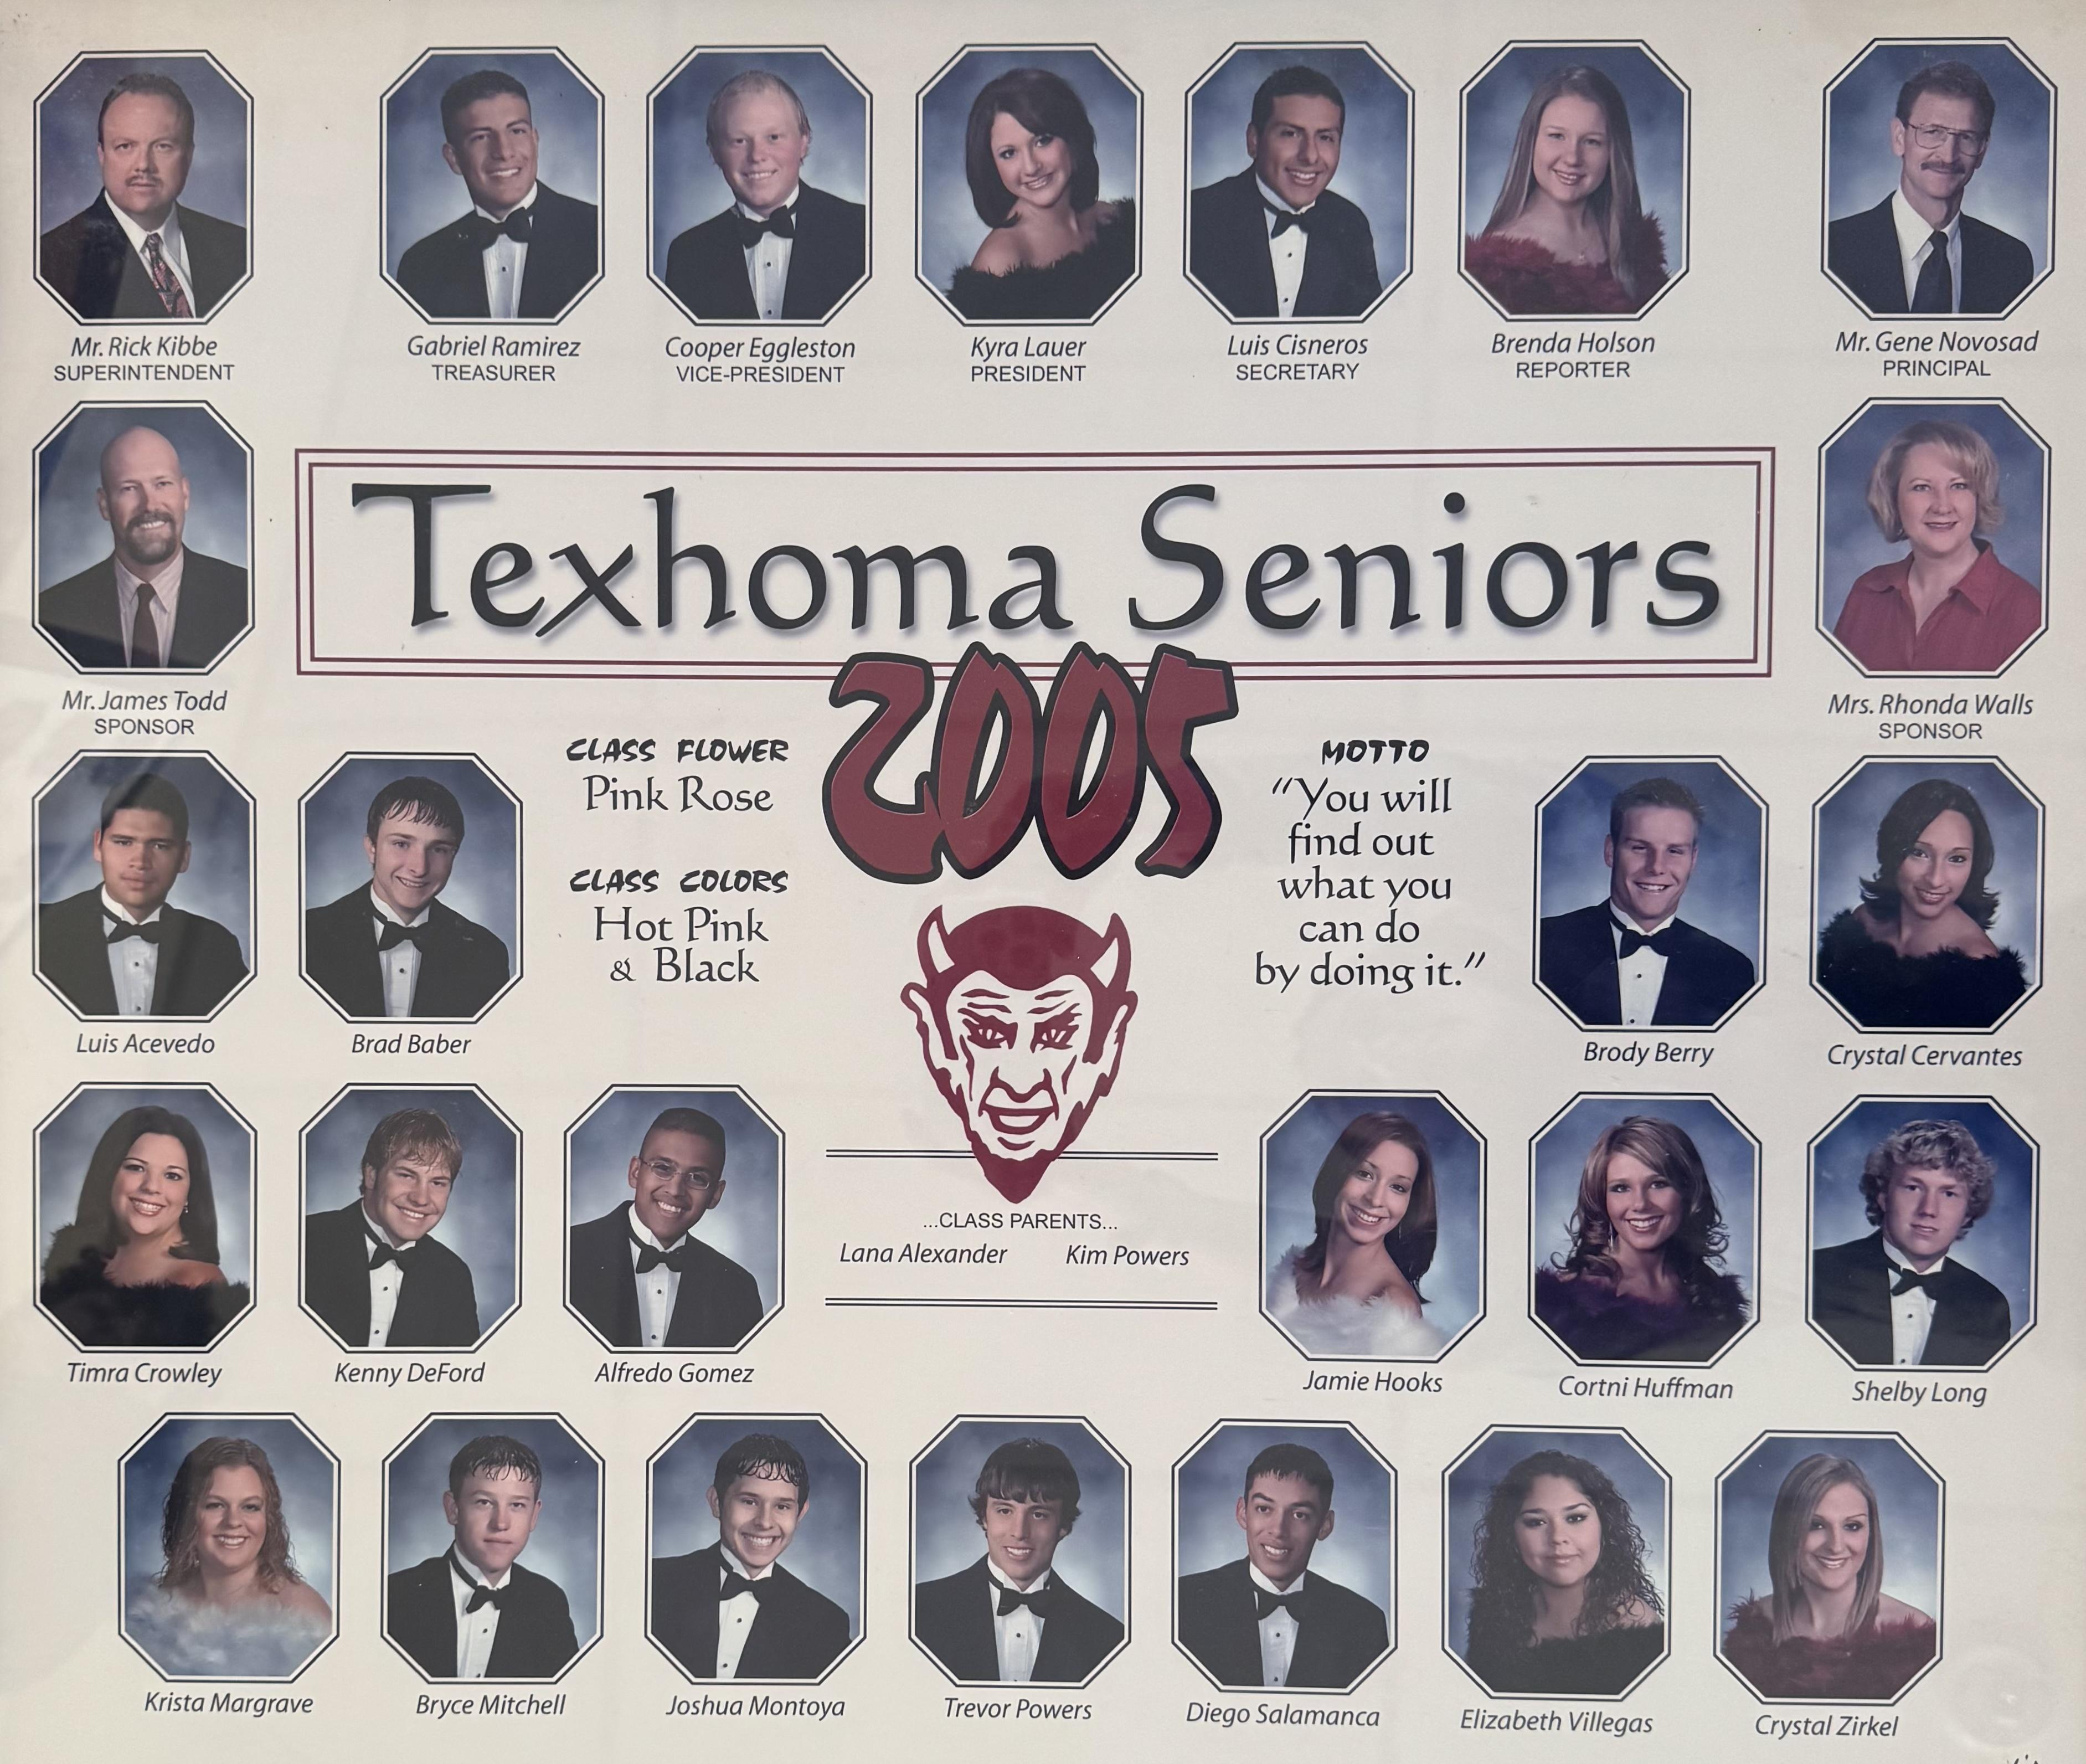 Mr. Rick Kibbe
SUPERINTENDENT
Gabriel Ramirez
TREASURER
Cooper Eggleston
VICE-PRESIDENT
Kyra Lauer
PRESIDENT
Luis Cisneros
SECRETARY
Brenda Holson
REPORTER
Mr. Gene Novosad
PRINCIPAL
Texhoma Seniors
2005
Mr. James Todd
SPONSOR
Mrs. Rhonda Walls
SPONSOR
CLASS FLOWER
Pink Rose
CLASS COLORS
Hot Pink
& Black
MOTTO
"You will
find out
what you
can do
by doing it."
Luis Acevedo
Brad Baber
Brody Berry
Crystal Cervantes
...CLASS PARENTS...
Lana Alexander Kim Powers
Timra Crowley
Kenny DeFord
Alfredo Gomez
Jamie Hooks
Cortni Huffman
Shelby Long
Krista Margrave
Bryce Mitchell
Joshua Montoya
Trevor Powers
Diego Salamanca
Elizabeth Villegas
Crystal Zirkel